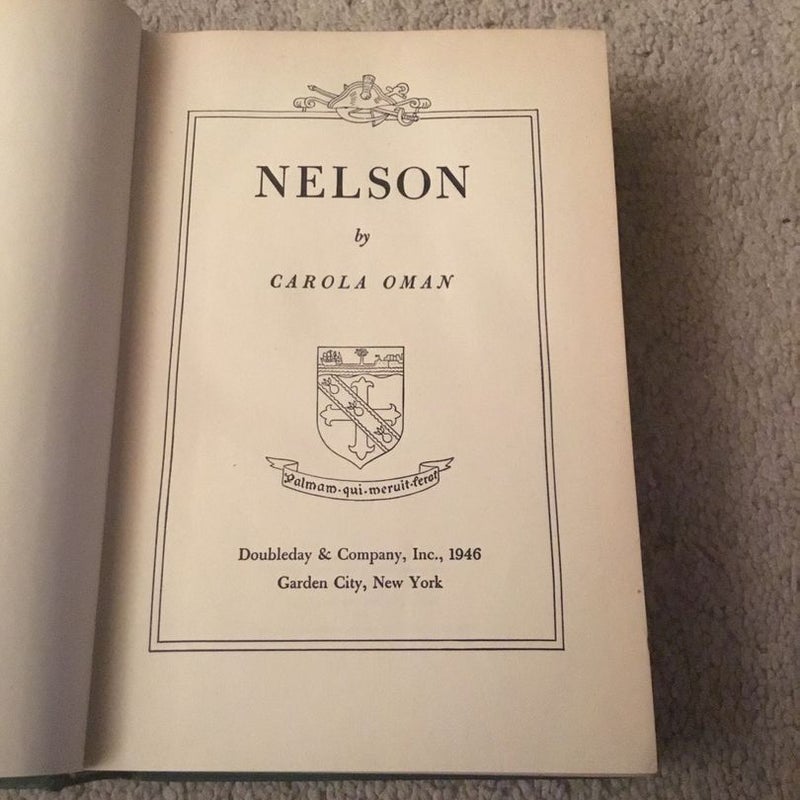 NELSON
by
CAROLA OMAN
Palmam·qui·meruit·ferat
Doubleday & Company, Inc., 1946
Garden City, New York